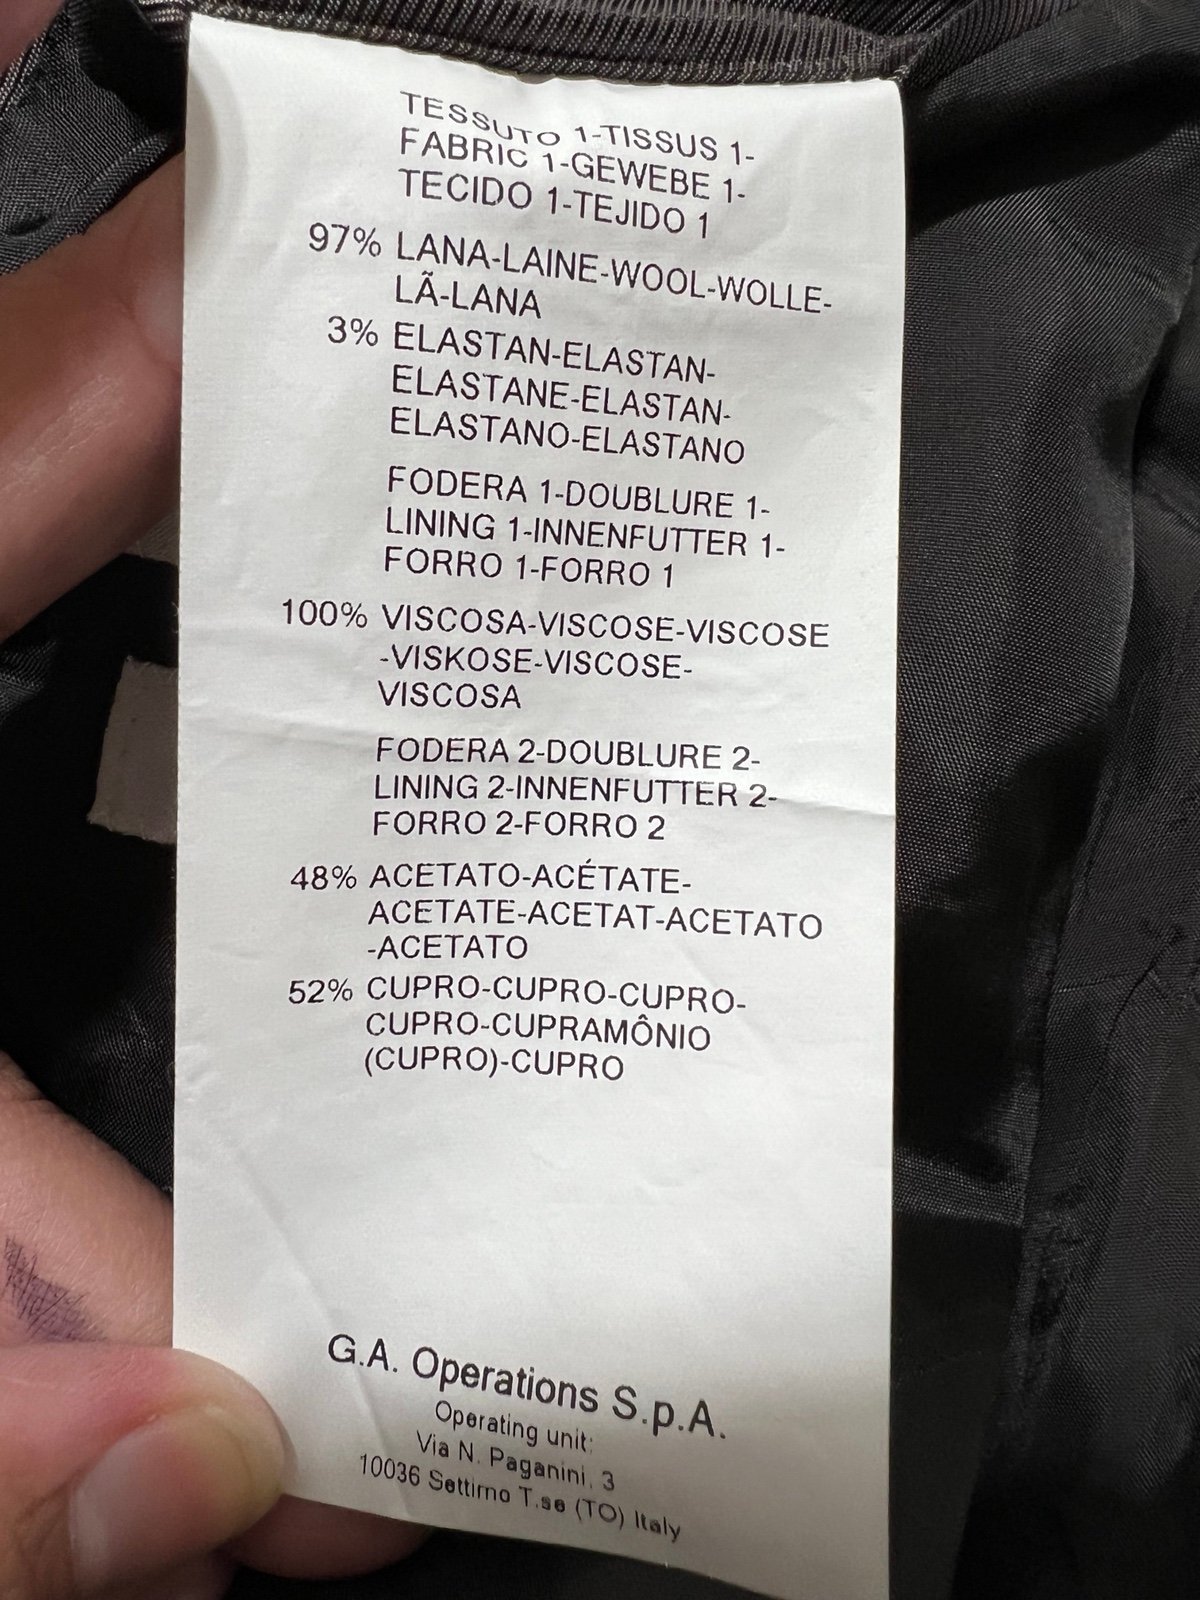 TESSUTO 1-TISSUS 1-
FABRIC 1-GEWEBE 1-
TECIDO 1-TEJIDO 1
97% LANA-LAINE-WOOL-WOLLE-
LÃ-LANA
3% ELASTAN-ELASTAN-
ELASTANE-ELASTAN-
ELASTANO-ELASTANO
FODERA 1-DOUBLURE 1-
LINING 1-INNENFUTTER 1-
FORRO 1-FORRO 1
100% VISCOSA-VISCOSE-VISCOSE
-VISKOSE-VISCOSE-
VISCOSA
FODERA 2-DOUBLURE 2-
LINING 2-INNENFUTTER 2-
FORRO 2-FORRO 2
48% ACETATO-ACÉTATE-
ACETATE-ACETAT-ACETATO
-ACETATO
52% CUPRO-CUPRO-CUPRO-
CUPRO-CUPRAMÔNIO
(CUPRO)-CUPRO
G.A. Operations S.p.A.
Operating unit:
Via N. Paganini, 3
10036 Settimo T.se (TO) Italy